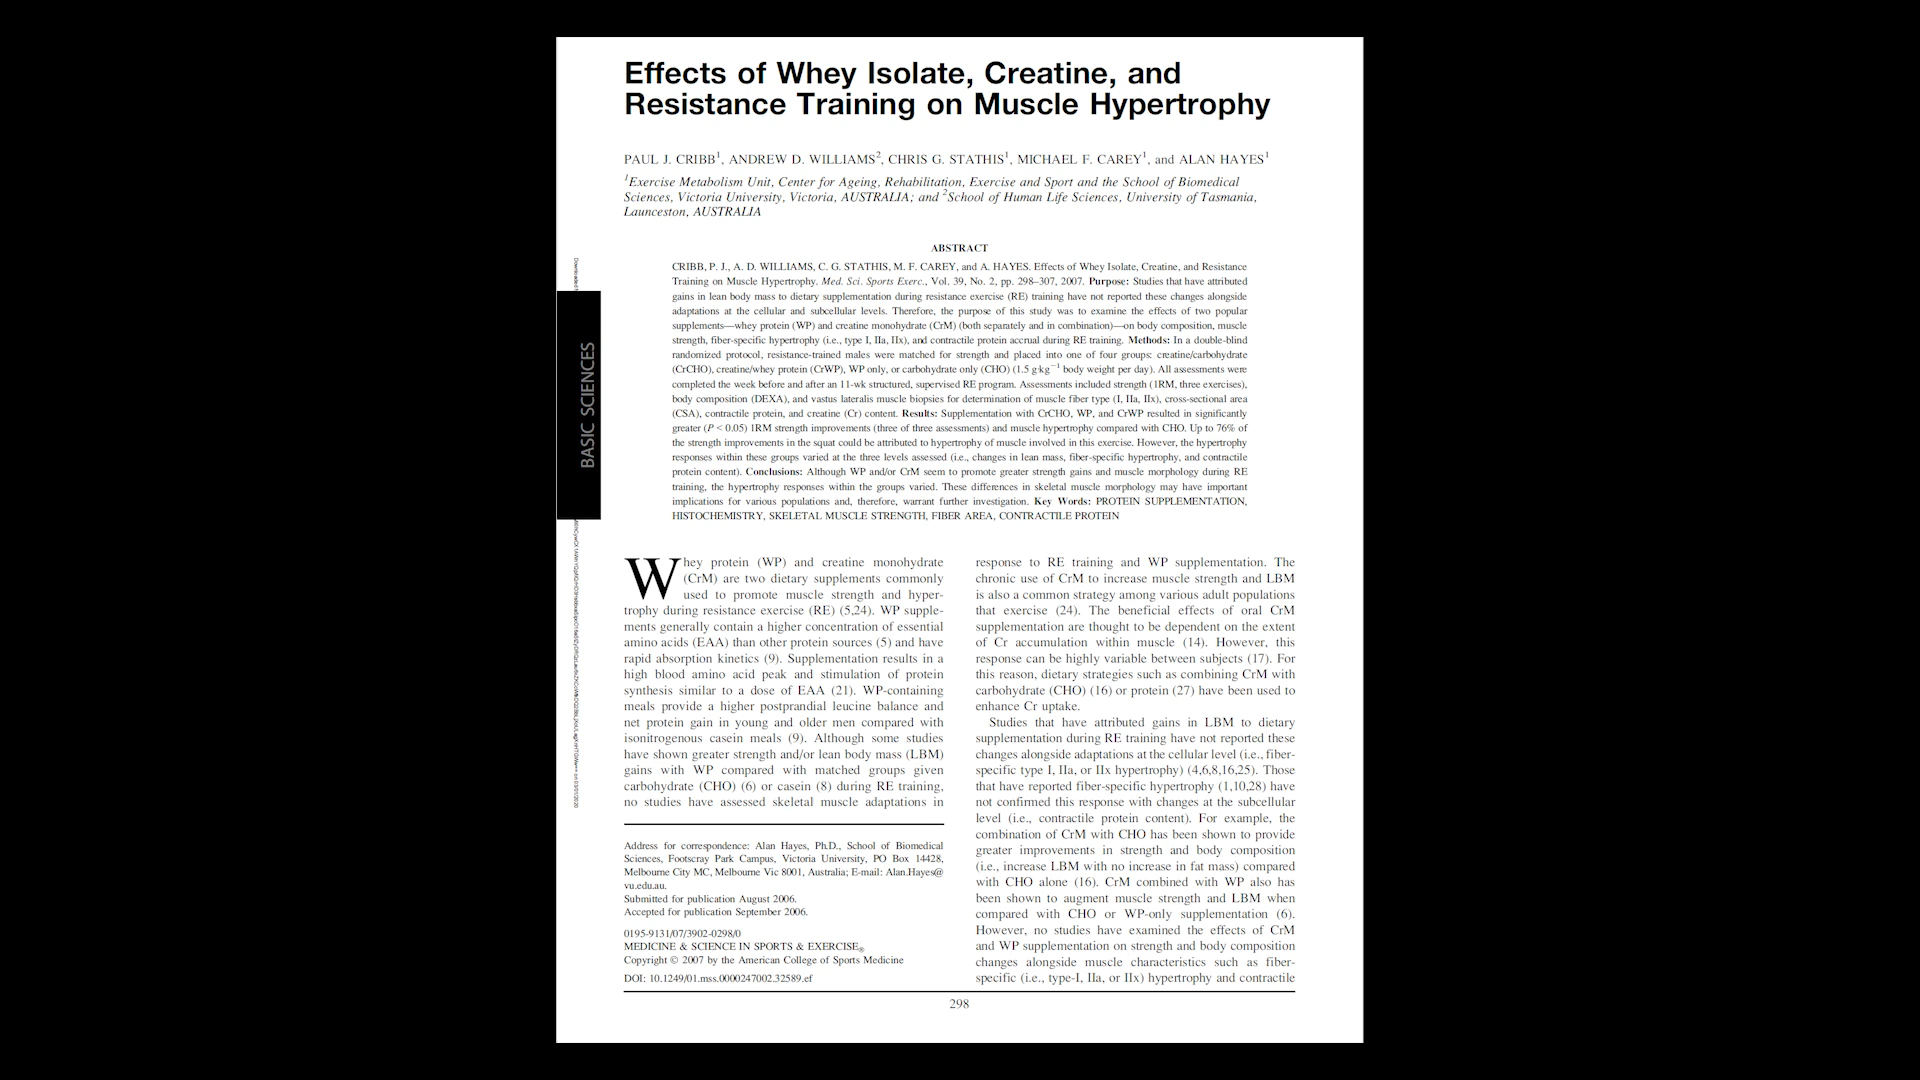 Effects of Whey Isolate, Creatine, and
Resistance Training on Muscle Hypertrophy
PAUL J. CRIBB1, ANDREW D. WILLIAMS2, CHRIS G. STATHIS1, MICHAEL F. CAREY1, and ALAN HAYES1
1Exercise Metabolism Unit, Center for Ageing, Rehabilitation, Exercise and Sport and the School of Biomedical
Sciences, Victoria University, Victoria, AUSTRALIA; and 2School of Human Life Sciences, University of Tasmania,
Launceston, AUSTRALIA
ABSTRACT
CRIBB, P. J., A. D. WILLIAMS, C. G. STATHIS, M. F. CAREY, and A. HAYES. Effects of Whey Isolate, Creatine, and Resistance
Training on Muscle Hypertrophy. Med. Sci. Sports Exerc., Vol. 39, No. 2, pp. 298–307, 2007. Purpose: Studies that have attributed
gains in lean body mass to dietary supplementation during resistance exercise (RE) training have not reported these changes alongside
adaptations at the cellular and subcellular levels. Therefore, the purpose of this study was to examine the effects of two popular
supplements—whey protein (WP) and creatine monohydrate (CrM) (both separately and in combination)—on body composition, muscle
strength, fiber-specific hypertrophy (i.e., type I, IIa, IIx), and contractile protein accrual during RE training. Methods: In a double-blind
randomized protocol, resistance-trained males were matched for strength and placed into one of four groups: creatine/carbohydrate
(CrCHO), creatine/whey protein (CrWP), WP only, or carbohydrate only (CHO) (1.5 g·kg−1 body weight per day). All assessments were
completed the week before and after an 11-wk structured, supervised RE program. Assessments included strength (1RM, three exercises),
body composition (DEXA), and vastus lateralis muscle biopsies for determination of muscle fiber type (I, IIa, IIx), cross-sectional area
(CSA), contractile protein, and creatine (Cr) content. Results: Supplementation with CrCHO, WP, and CrWP resulted in significantly
greater (P < 0.05) 1RM strength improvements (three of three assessments) and muscle hypertrophy compared with CHO. Up to 76% of
the strength improvements in the squat could be attributed to hypertrophy of muscle involved in this exercise. However, the hypertrophy
responses within these groups varied at the three levels assessed (i.e., changes in lean mass, fiber-specific hypertrophy, and contractile
protein content). Conclusions: Although WP and/or CrM seem to promote greater strength gains and muscle morphology during RE
training, the hypertrophy responses within the groups varied. These differences in skeletal muscle morphology may have important
implications for various populations and, therefore, warrant further investigation. Key Words: PROTEIN SUPPLEMENTATION,
HISTOCHEMISTRY, SKELETAL MUSCLE STRENGTH, FIBER AREA, CONTRACTILE PROTEIN
BASIC SCIENCES
Whey protein (WP) and creatine monohydrate
(CrM) are two dietary supplements commonly
used to promote muscle strength and hyper-
trophy during resistance exercise (RE) (5,24). WP supple-
ments generally contain a higher concentration of essential
amino acids (EAA) than other protein sources (5) and have
rapid absorption kinetics (9). Supplementation results in a
high blood amino acid peak and stimulation of protein
synthesis similar to a dose of EAA (21). WP-containing
meals provide a higher postprandial leucine balance and
net protein gain in young and older men compared with
isonitrogenous casein meals (9). Although some studies
have shown greater strength and/or lean body mass (LBM)
gains with WP compared with matched groups given
carbohydrate (CHO) (6) or casein (8) during RE training,
no studies have assessed skeletal muscle adaptations in
Address for correspondence: Alan Hayes, Ph.D., School of Biomedical
Sciences, Footscray Park Campus, Victoria University, PO Box 14428,
Melbourne City MC, Melbourne Vic 8001, Australia; E-mail: Alan.Hayes@
vu.edu.au.
Submitted for publication August 2006.
Accepted for publication September 2006.
0195-9131/07/3902-0298/0
MEDICINE & SCIENCE IN SPORTS & EXERCISE®
Copyright © 2007 by the American College of Sports Medicine
DOI: 10.1249/01.mss.0000247002.32589.ef
response to RE training and WP supplementation. The
chronic use of CrM to increase muscle strength and LBM
is also a common strategy among various adult populations
that exercise (24). The beneficial effects of oral CrM
supplementation are thought to be dependent on the extent
of Cr accumulation within muscle (14). However, this
response can be highly variable between subjects (17). For
this reason, dietary strategies such as combining CrM with
carbohydrate (CHO) (16) or protein (27) have been used to
enhance Cr uptake.
Studies that have attributed gains in LBM to dietary
supplementation during RE training have not reported these
changes alongside adaptations at the cellular level (i.e., fiber-
specific type I, IIa, or IIx hypertrophy) (4,6,8,16,25). Those
that have reported fiber-specific hypertrophy (1,10,28) have
not confirmed this response with changes at the subcellular
level (i.e., contractile protein content). For example, the
combination of CrM with CHO has been shown to provide
greater improvements in strength and body composition
(i.e., increase LBM with no increase in fat mass) compared
with CHO alone (16). CrM combined with WP also has
been shown to augment muscle strength and LBM when
compared with CHO or WP-only supplementation (6).
However, no studies have examined the effects of CrM
and WP supplementation on strength and body composition
changes alongside muscle characteristics such as fiber-
specific (i.e., type-I, IIa, or IIx) hypertrophy and contractile
298